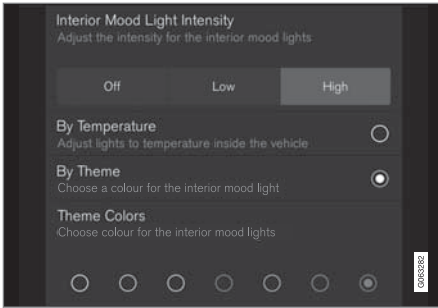 Interior Mood Light Intensity
Adjust the intensity for the interior mood lights
Off Low High
By Temperature
Adjust lights to temperature inside the vehicle
By Theme
Choose a colour for the interior mood light
Theme Colors
Choose colour for the interior mood lights
G063262